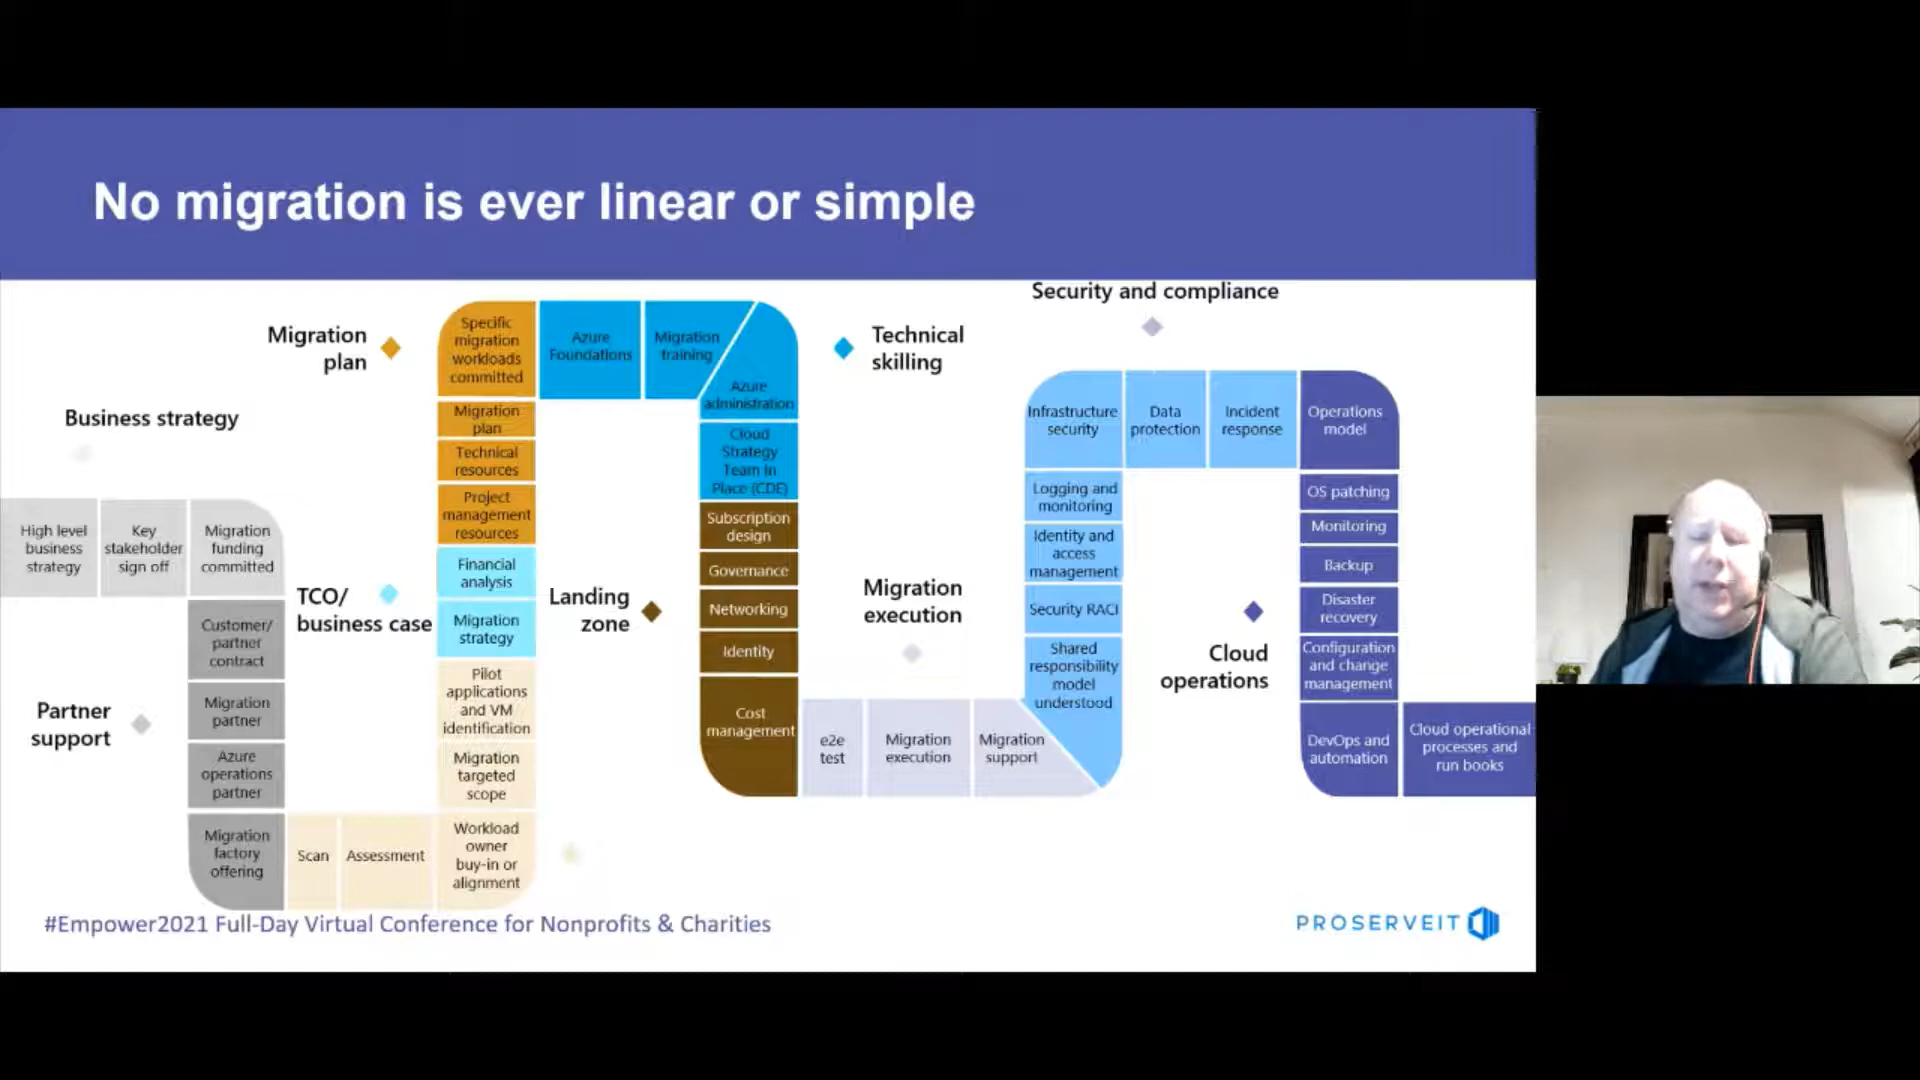 No migration is ever linear or simple
Security and compliance
Migration
plan
Specific
migration
workloads
committed
Azure
Foundations
Migration
training
Azure
administration
Technical
skilling
Business strategy
Migration
plan
Technical
resources
Project
management
resources
Cloud
Strategy
Team In
Place (CDE)
Infrastructure
security
Data
protection
Incident
response
Operations
model
High level
business
strategy
Key
stakeholder
sign off
Migration
funding
committed
TCO/
business case
Financial
analysis
Migration
strategy
Landing
zone
Subscription
design
Governance
Networking
Identity
Cost
management
Migration
execution
Logging and
monitoring
Identity and
access
management
Security RACI
Shared
responsibility
model
understood
Cloud
operations
OS patching
Monitoring
Backup
Disaster
recovery
Configuration
and change
management
DevOps and
automation
Cloud operational
processes and
run books
Partner
support
Customer/
partner
contract
Migration
partner
Azure
operations
partner
Migration
factory
offering
Scan
Assessment
Pilot
applications
and VM
identification
Migration
targeted
scope
Workload
owner
buy-in or
alignment
e2e
test
Migration
execution
Migration
support
#Empower2021 Full-Day Virtual Conference for Nonprofits & Charities
PROSERVEIT